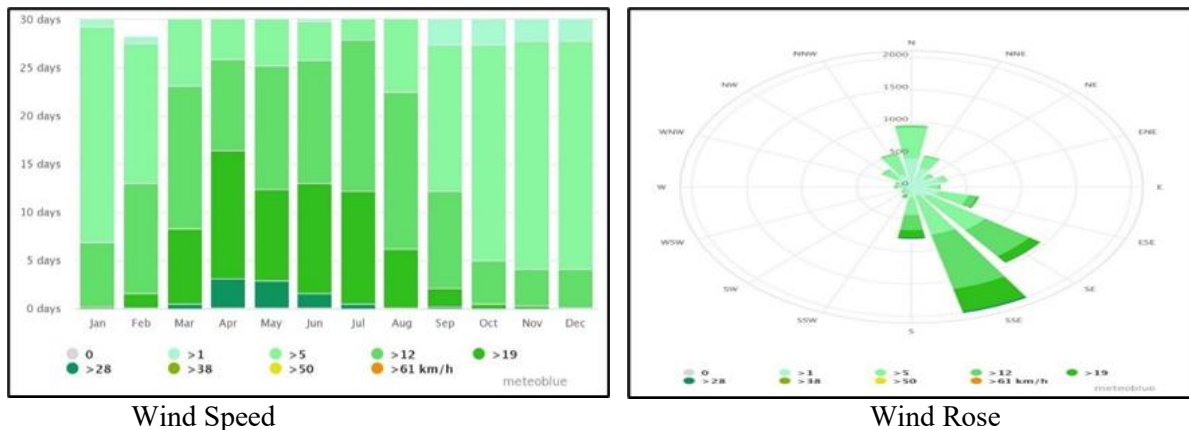 30 days
25 days
20 days
15 days
10 days
5 days
0 days
Jan Feb Mar Apr May Jun Jul Aug Sep Oct Nov Dec
0 >1 >5 >12 >19
>28 >38 >50 >61 km/h
meteoblue
N
NNW NNE
2000
NW NE
1500
1000
WNW ENE
500
0
W E
WSW ESE
SW SE
SSW SSE
S
0 >1 >5 >12 >19
>28 >38 >50 >61 km/h
meteoblue
Wind Speed Wind Rose